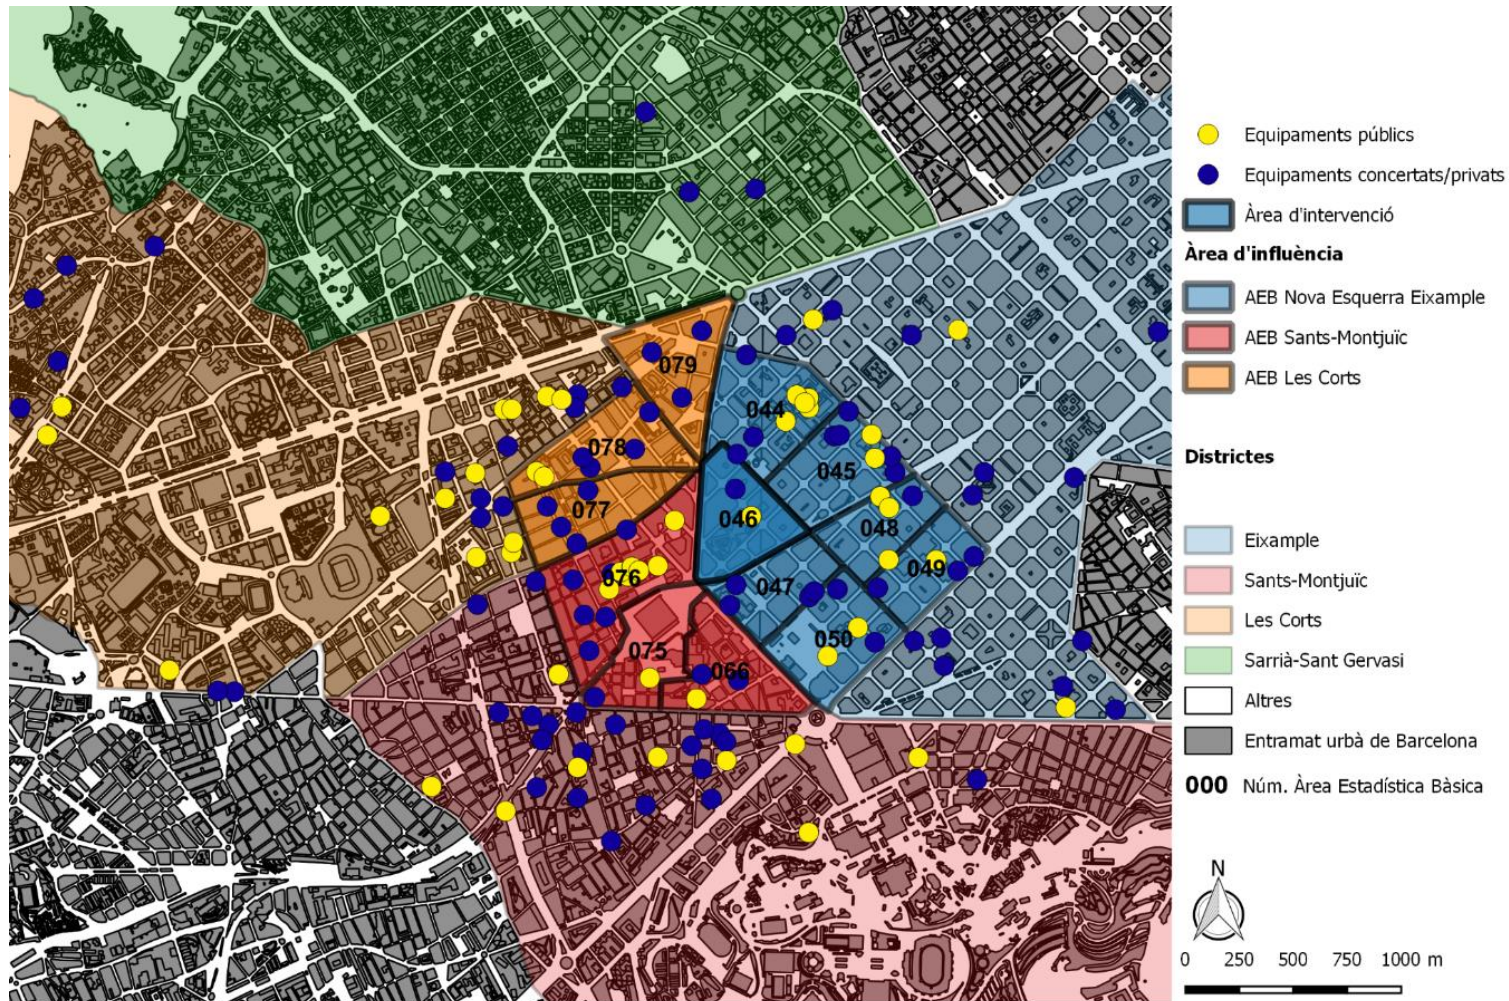 079
044
078
045
077
046
048
076
047
049
050
075
066
Equipaments públics
Equipaments concertats/privats
Àrea d'intervenció
Àrea d'influència
AEB Nova Esquerra Eixample
AEB Sants-Montjuïc
AEB Les Corts
Districtes
Eixample
Sants-Montjuïc
Les Corts
Sarrià-Sant Gervasi
Altres
Entramat urbà de Barcelona
000 Núm. Àrea Estadística Bàsica
N
0 250 500 750 1000 m